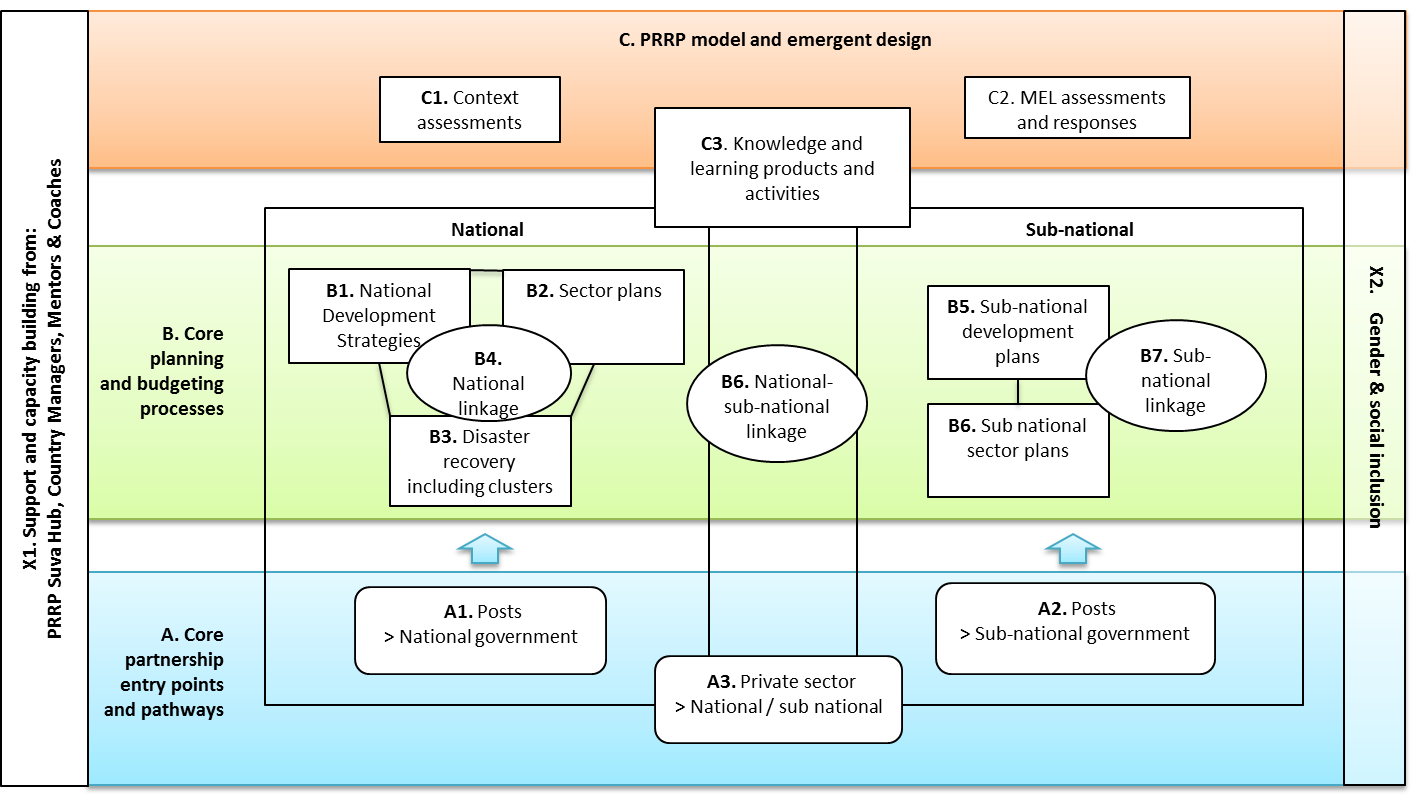 C. PRRP model and emergent design
C1. Context
assessments
C2. MEL assessments
and responses
C3. Knowledge and
learning products and
activities
X1. Support and capacity building from:
PRRP Suva Hub, Country Managers, Mentors & Coaches
X2. Gender & social inclusion
National
Sub-national
B. Core
planning
and budgeting
processes
B1. National
Development
Strategies
B2. Sector plans
B4.
National
linkage
B3. Disaster
recovery
including clusters
B6. National-
sub-national
linkage
B5. Sub-national
development
plans
B7. Sub-
national
linkage
B6. Sub national
sector plans
A. Core
partnership
entry points
and pathways
A1. Posts
> National government
A2. Posts
> Sub-national government
A3. Private sector
> National / sub national